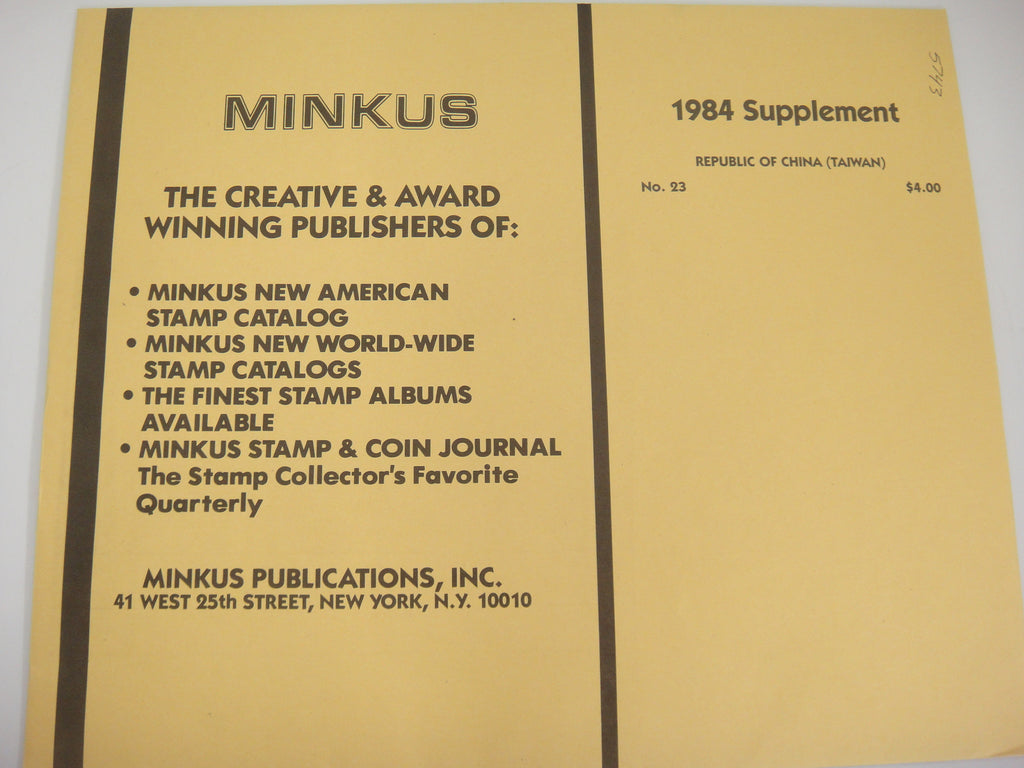 MINKUS
THE CREATIVE & AWARD
WINNING PUBLISHERS OF:
• MINKUS NEW AMERICAN
STAMP CATALOG
• MINKUS NEW WORLD-WIDE
STAMP CATALOGS
• THE FINEST STAMP ALBUMS
AVAILABLE
• MINKUS STAMP & COIN JOURNAL
The Stamp Collector's Favorite
Quarterly
MINKUS PUBLICATIONS, INC.
41 WEST 25th STREET, NEW YORK, N.Y. 10010
1984 Supplement
REPUBLIC OF CHINA (TAIWAN)
No. 23 $4.00